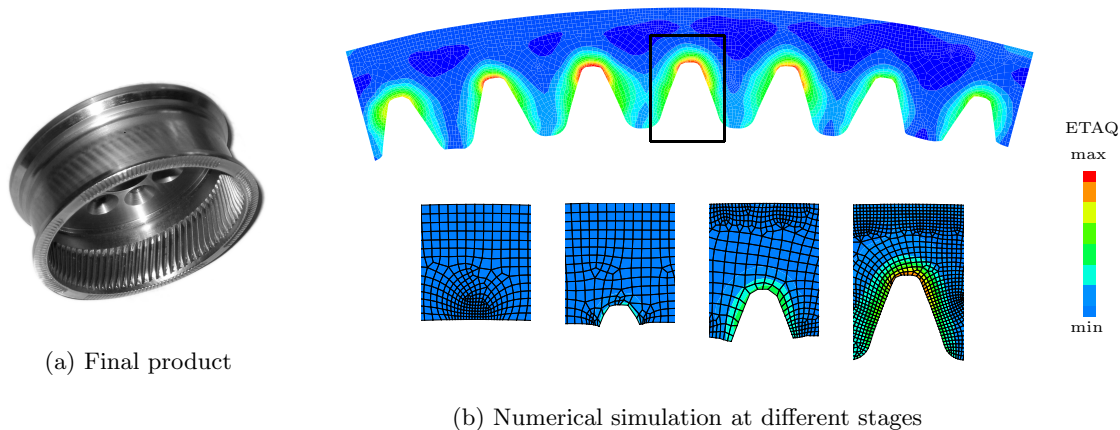 ETAQ
max
min
(a) Final product
(b) Numerical simulation at different stages